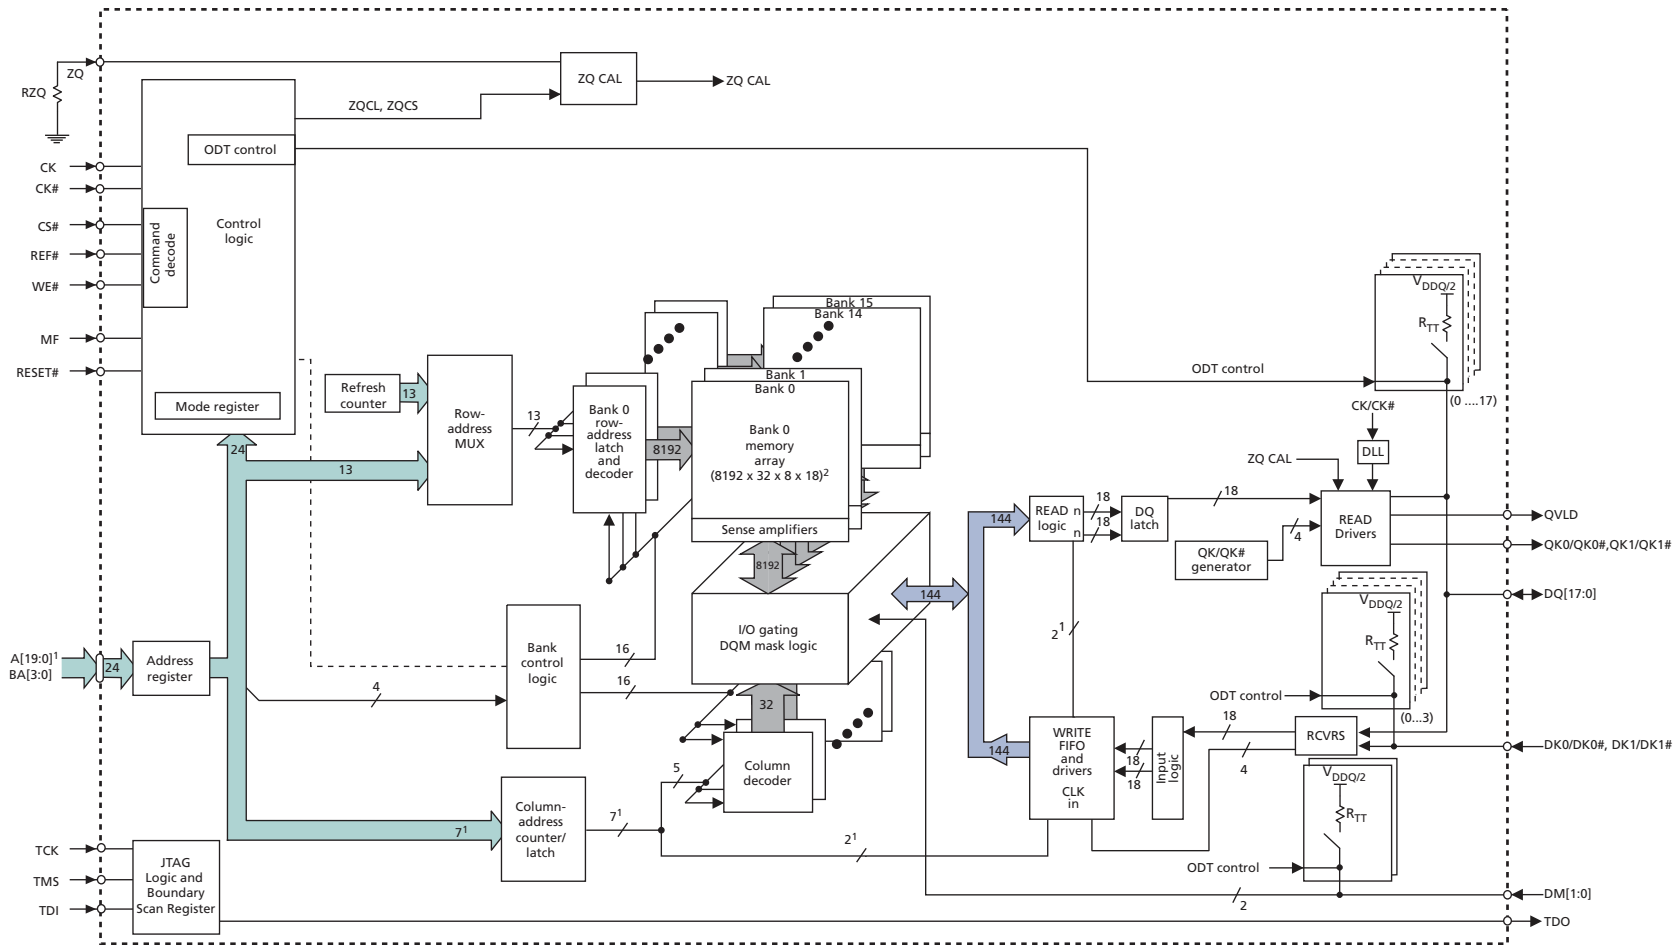 ZQ
RZQ
ZQ CAL
ZQ CAL
ZQCL, ZQCS
ODT control
CK
CK#
CS#
REF#
WE#
MF
RESET#
Command
decode
Control
logic
Mode register
24
Refresh
counter
13
13
Row-
address
MUX
13
Bank 0
row-
address
latch
and
decoder
8192
Bank 15
Bank 14
Bank 1
Bank 0
Bank 0
memory
array
(8192 x 32 x 8 x 18)²
Sense amplifiers
8192
I/O gating
DQM mask logic
32
A[19:0]¹
BA[3:0]
24
Address
register
4
Bank
control
logic
16
16
5
Column
decoder
7¹
Column-
address
counter/
latch
7¹
2¹
TCK
TMS
TDI
JTAG
Logic and
Boundary
Scan Register
144
144
144
READ n
logic
n
18
18
DQ
latch
18
2¹
QK/QK#
generator
4
ZQ CAL
CK/CK#
DLL
READ
Drivers
ODT control
VDDQ/2
RTT
(0 ....17)
QVLD
QK0/QK0#,QK1/QK1#
DQ[17:0]
VDDQ/2
RTT
ODT control
(0...3)
WRITE
FIFO
and
drivers
CLK
in
18
18
Input
logic
18
4
RCVRS
DK0/DK0#, DK1/DK1#
VDDQ/2
RTT
ODT control
2
DM[1:0]
TDO